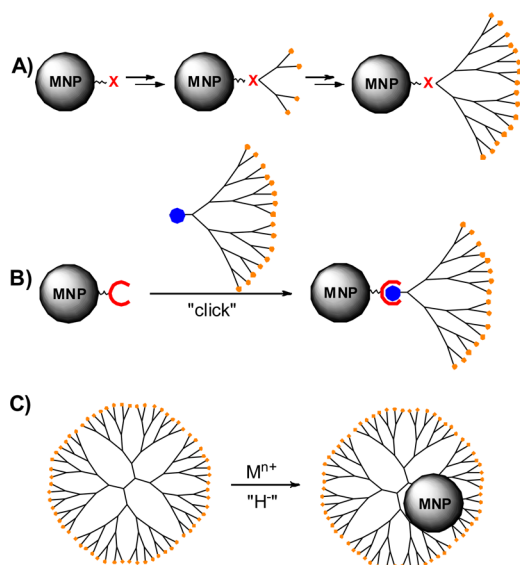 A)
MNP X
MNP X
MNP X
B)
MNP
"click"
MNP
C)
Mⁿ⁺
"H⁻"
MNP